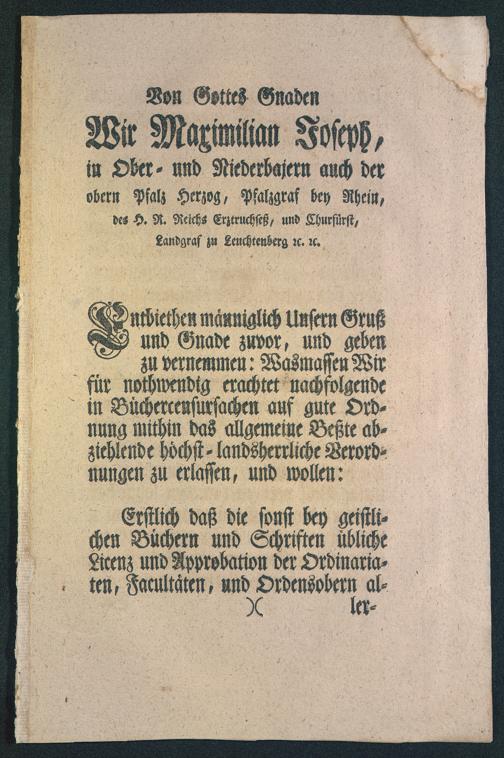 Von Gottes Gnaden
Wir Maximilian Joseph,
in Ober- und Niederbajern auch der
obern Pfalz Herzog, Pfalzgraf bey Rhein,
des H. R. Reichs Erztruchseß, und Churfürst,
Landgraf zu Leuchtenberg ꝛc. ꝛc.
Entbiethen männiglich Unsern Gruß
und Gnade zuvor, und geben
zu vernemmen: Wasmassen Wir
für nothwendig erachtet nachfolgende
in Büchercensursachen auf gute Ord-
nung mithin das allgemeine Beßte ab-
ziehlende höchst-landsherrliche Verord-
nungen zu erlassen, und wollen:
Erstlich daß die sonst bey geistli-
chen Büchern und Schriften übliche
Licenz und Approbation der Ordinaria-
ten, Facultäten, und Ordensobern al-
)( ler-